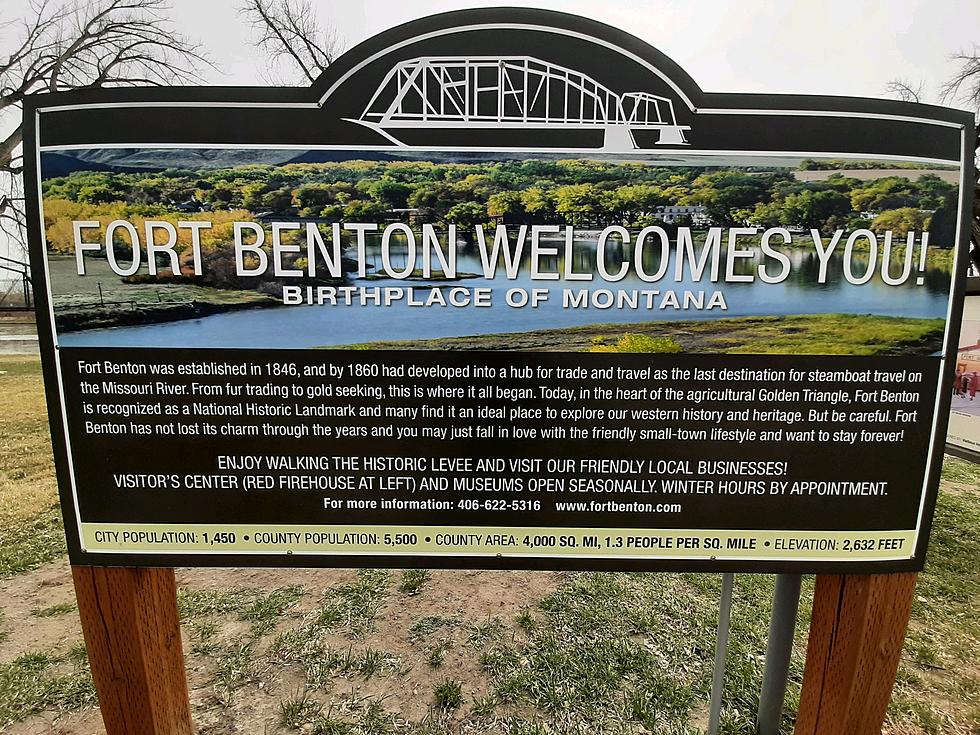 FORT BENTON WELCOMES YOU!
BIRTHPLACE OF MONTANA
Fort Benton was established in 1846, and by 1860 had developed into a hub for trade and travel as the last destination for steamboat travel on
the Missouri River. From fur trading to gold seeking, this is where it all began. Today, in the heart of the agricultural Golden Triangle, Fort Benton
is recognized as a National Historic Landmark and many find it an ideal place to explore our western history and heritage. But be careful. Fort
Benton has not lost its charm through the years and you may just fall in love with the friendly small-town lifestyle and want to stay forever!
ENJOY WALKING THE HISTORIC LEVEE AND VISIT OUR FRIENDLY LOCAL BUSINESSES!
VISITOR'S CENTER (RED FIREHOUSE AT LEFT) AND MUSEUMS OPEN SEASONALLY. WINTER HOURS BY APPOINTMENT.
For more information: 406-622-5316 www.fortbenton.com
CITY POPULATION: 1,450 • COUNTY POPULATION: 5,500 • COUNTY AREA: 4,000 SQ. MI, 1.3 PEOPLE PER SQ. MILE • ELEVATION: 2,632 FEET